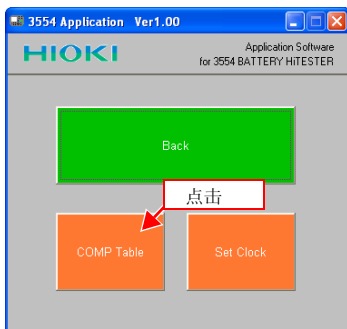 3554 Application Ver1.00
HIOKI
Application Software
for 3554 BATTERY HiTESTER
Back
点击
COMP Table
Set Clock